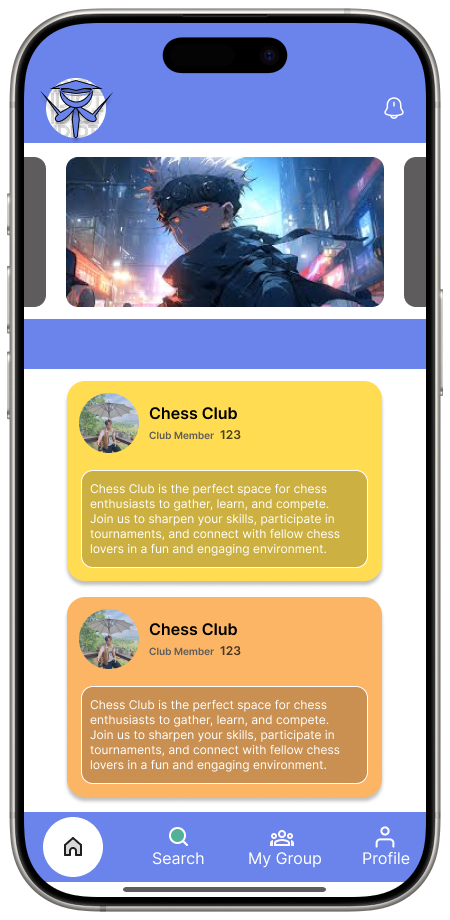 Chess Club
Club Member 123
Chess Club is the perfect space for chess
enthusiasts to gather, learn, and compete.
Join us to sharpen your skills, participate in
tournaments, and connect with fellow chess
lovers in a fun and engaging environment.
Chess Club
Club Member 123
Chess Club is the perfect space for chess
enthusiasts to gather, learn, and compete.
Join us to sharpen your skills, participate in
tournaments, and connect with fellow chess
lovers in a fun and engaging environment.
Search
My Group
Profile